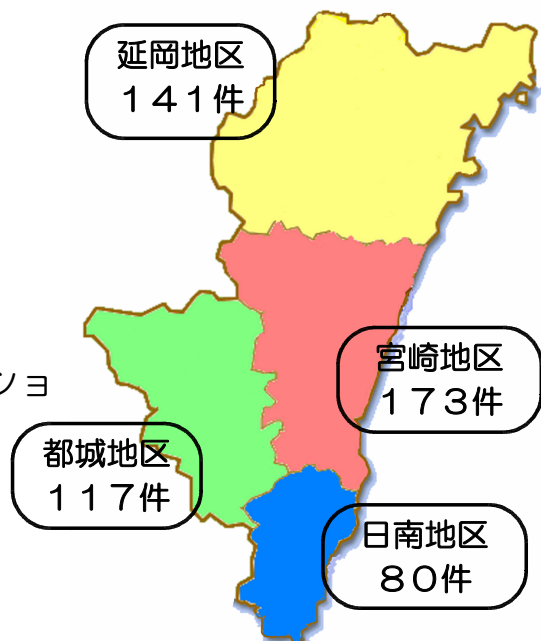 延岡地区
１４１件
宮崎地区
１７３件
ショ
都城地区
１１７件
日南地区
８０件